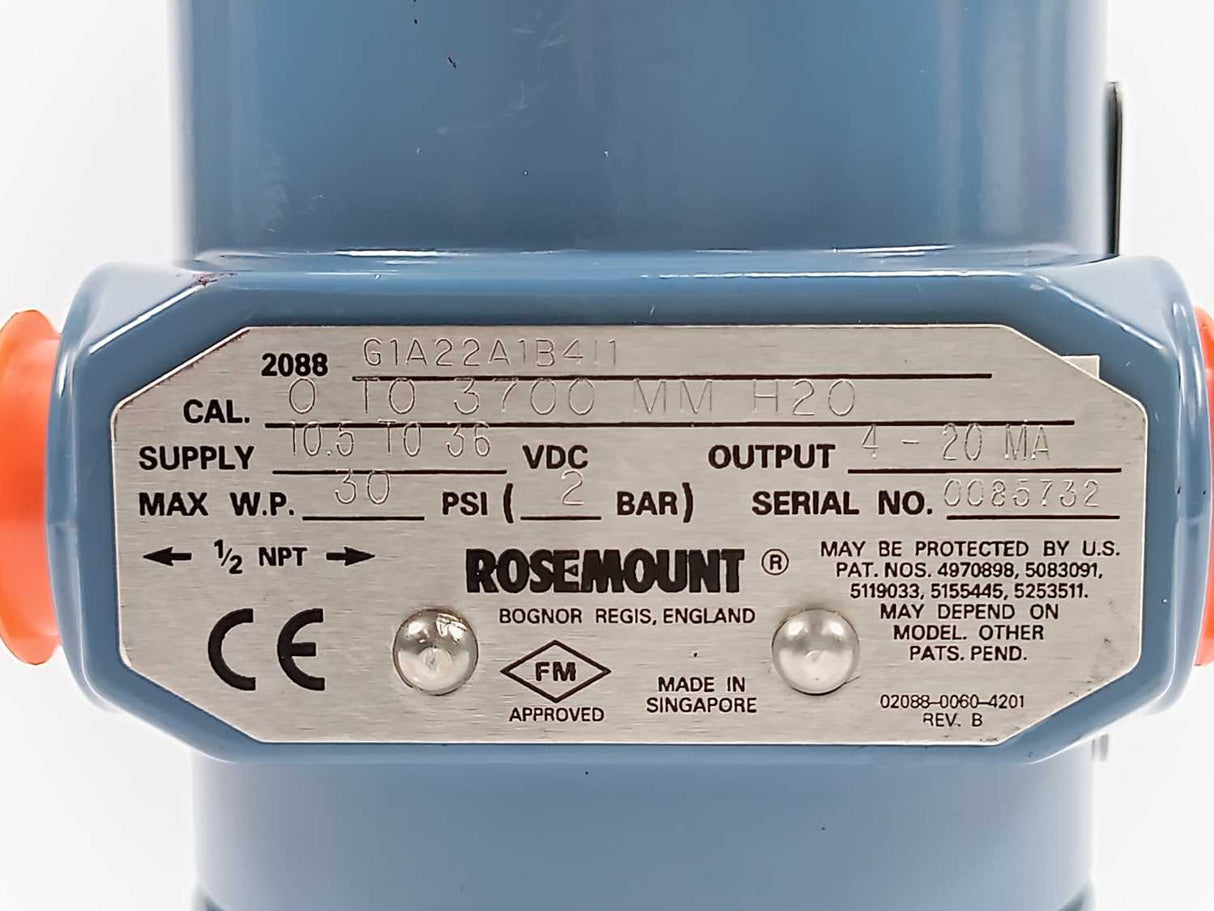 2088 G1A22A1B4I1
CAL. 0 TO 3700 MM H2O
SUPPLY 10.5 TO 36 VDC OUTPUT 4 - 20 MA
MAX W.P. 30 PSI ( 2 BAR) SERIAL NO. 0085732
← 1/2 NPT →
ROSEMOUNT ®
BOGNOR REGIS, ENGLAND
MAY BE PROTECTED BY U.S.
PAT. NOS. 4970898, 5083091,
5119033, 5155445, 5253511.
MAY DEPEND ON
MODEL. OTHER
PATS. PEND.
CE
FM
APPROVED
MADE IN
SINGAPORE
02088-0060-4201
REV. B